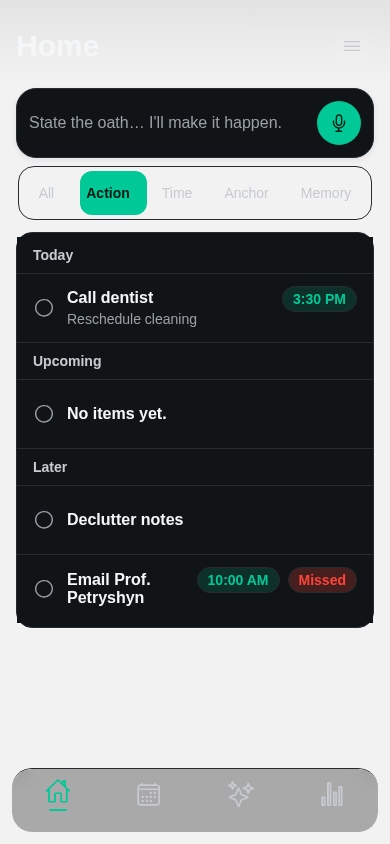 Home
State the oath… I'll make it happen.
All Action Time Anchor Memory
Today
Call dentist 3:30 PM
Reschedule cleaning
Upcoming
No items yet.
Later
Declutter notes
Email Prof. 10:00 AM Missed
Petryshyn